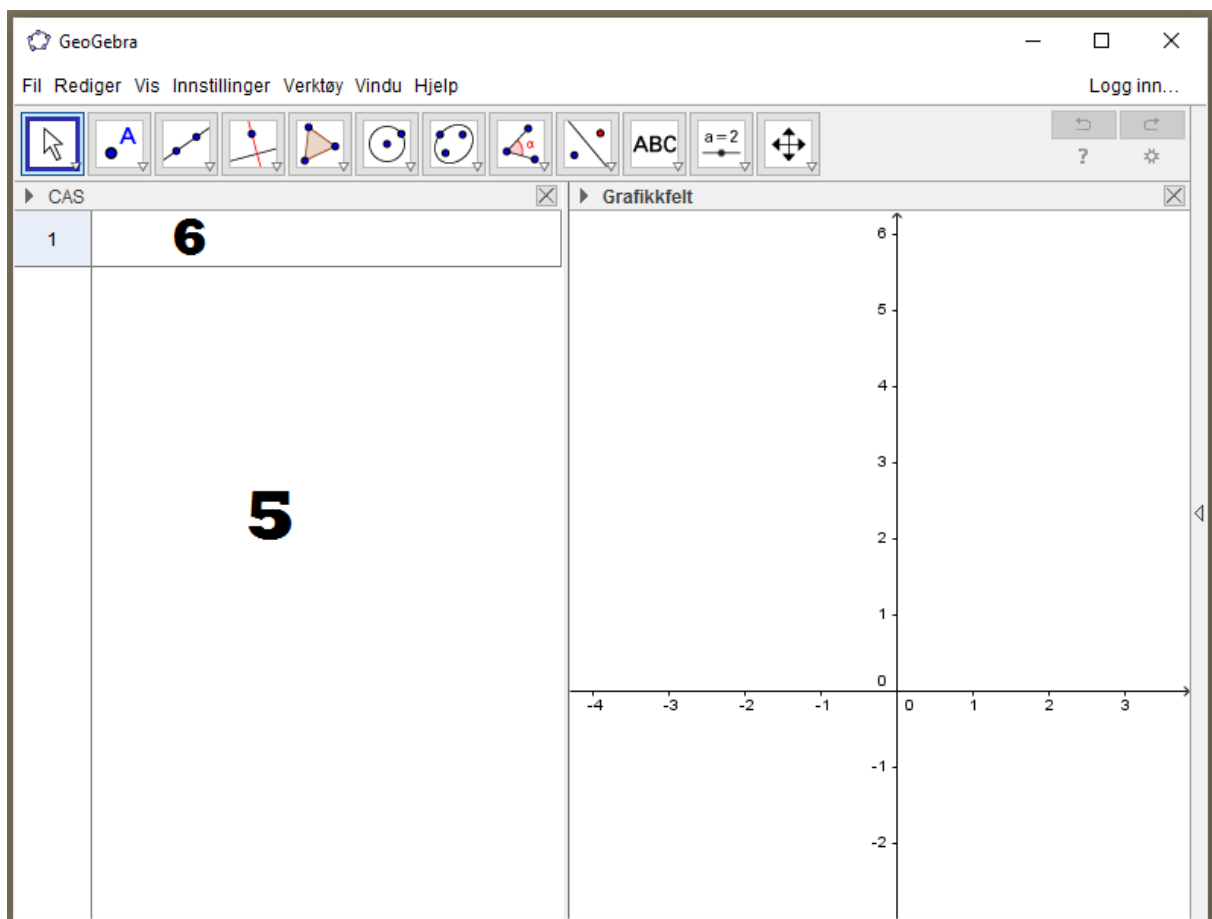 GeoGebra
Fil Rediger Vis Innstillinger Verktøy Vindu Hjelp Logg inn...
A α ABC a=2 ?
CAS Grafikkfelt
1 6
6
5
4
3
2
1
0
-4 -3 -2 -1 0 1 2 3
-1
-2
5